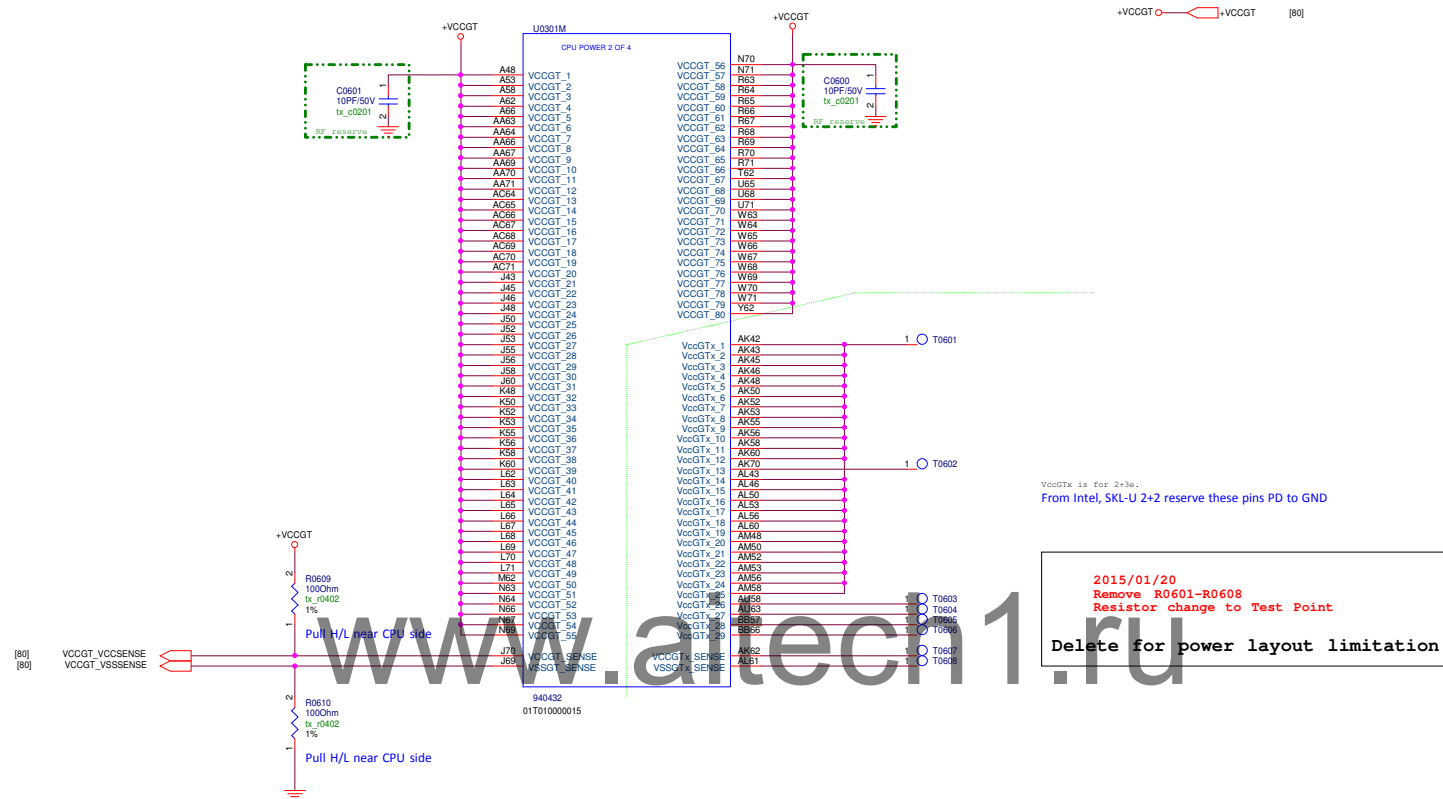 +VCCGT
+VCCGT
+VCCGT
+VCCGT
[80]
U0301M
CPU POWER 2 OF 4
C0601
10PF/50V
tx_c0201
1
2
RF reserve
C0600
10PF/50V
tx_c0201
1
2
RF reserve
A48 VCCGT_1
A53 VCCGT_2
A58 VCCGT_3
A62 VCCGT_4
A66 VCCGT_5
AA63 VCCGT_6
AA64 VCCGT_7
AA66 VCCGT_8
AA67 VCCGT_9
AA69 VCCGT_10
AA70 VCCGT_11
AA71 VCCGT_12
AC64 VCCGT_13
AC65 VCCGT_14
AC66 VCCGT_15
AC67 VCCGT_16
AC68 VCCGT_17
AC69 VCCGT_18
AC70 VCCGT_19
AC71 VCCGT_20
J43 VCCGT_21
J45 VCCGT_22
J46 VCCGT_23
J48 VCCGT_24
J50 VCCGT_25
J52 VCCGT_26
J53 VCCGT_27
J55 VCCGT_28
J56 VCCGT_29
J58 VCCGT_30
J60 VCCGT_31
K48 VCCGT_32
K50 VCCGT_33
K52 VCCGT_34
K53 VCCGT_35
K55 VCCGT_36
K56 VCCGT_37
K58 VCCGT_38
K60 VCCGT_39
L62 VCCGT_40
L63 VCCGT_41
L64 VCCGT_42
L65 VCCGT_43
L66 VCCGT_44
L67 VCCGT_45
L68 VCCGT_46
L69 VCCGT_47
L70 VCCGT_48
L71 VCCGT_49
M62 VCCGT_50
N63 VCCGT_51
N64 VCCGT_52
N66 VCCGT_53
N67 VCCGT_54
N69 VCCGT_55
J70 VCCGT_SENSE
J69 VSSGT_SENSE
VCCGT_56 N70
VCCGT_57 N71
VCCGT_58 R63
VCCGT_59 R64
VCCGT_60 R65
VCCGT_61 R66
VCCGT_62 R67
VCCGT_63 R68
VCCGT_64 R69
VCCGT_65 R70
VCCGT_66 R71
VCCGT_67 T62
VCCGT_68 U65
VCCGT_69 U68
VCCGT_70 U71
VCCGT_71 W63
VCCGT_72 W64
VCCGT_73 W65
VCCGT_74 W66
VCCGT_75 W67
VCCGT_76 W68
VCCGT_77 W69
VCCGT_78 W70
VCCGT_79 W71
VCCGT_80 Y62
VccGTx_1 AK42 1 T0601
VccGTx_2 AK43
VccGTx_3 AK45
VccGTx_4 AK46
VccGTx_5 AK48
VccGTx_6 AK50
VccGTx_7 AK52
VccGTx_8 AK53
VccGTx_9 AK55
VccGTx_10 AK56
VccGTx_11 AK58
VccGTx_12 AK60
VccGTx_13 AK70 1 T0602
VccGTx_14 AL43
VccGTx_15 AL46
VccGTx_16 AL50
VccGTx_17 AL53
VccGTx_18 AL56
VccGTx_19 AL60
VccGTx_20 AM48
VccGTx_21 AM50
VccGTx_22 AM52
VccGTx_23 AM53
VccGTx_24 AM56
VccGTx_25 AM58
VccGTx_26 AU58 1 T0603
VccGTx_27 AU63 1 T0604
VccGTx_28 BB57 1 T0605
VccGTx_29 BB66 1 T0606
VCCGTx_SENSE AK62 1 T0607
VSSGTx_SENSE AL61 1 T0608
940432
01T010000015
VccGTx is for 2+3e.
From Intel, SKL-U 2+2 reserve these pins PD to GND
2015/01/20
Remove R0601-R0608
Resistor change to Test Point
Delete for power layout limitation
+VCCGT
2
R0609
100Ohm
tx_r0402
1%
1
Pull H/L near CPU side
[80] VCCGT_VCCSENSE
[80] VCCGT_VSSSENSE
2
R0610
100Ohm
tx_r0402
1%
1
Pull H/L near CPU side
www.aitech1.ru